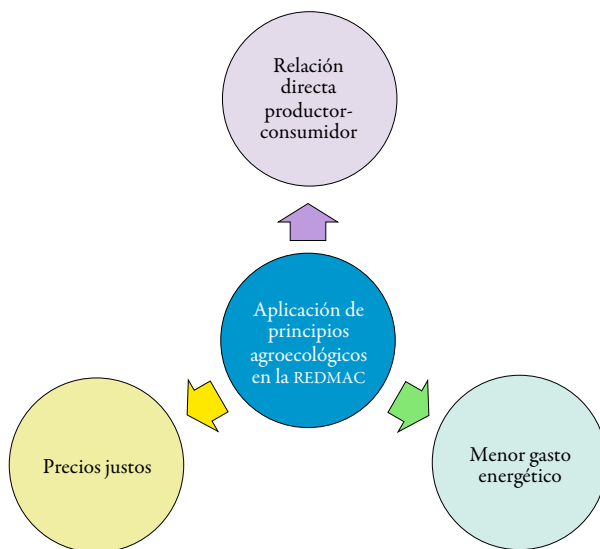 Relación
directa
productor-
consumidor
Aplicación de
principios
agroecológicos
en la REDMAC
Precios justos
Menor gasto
energético